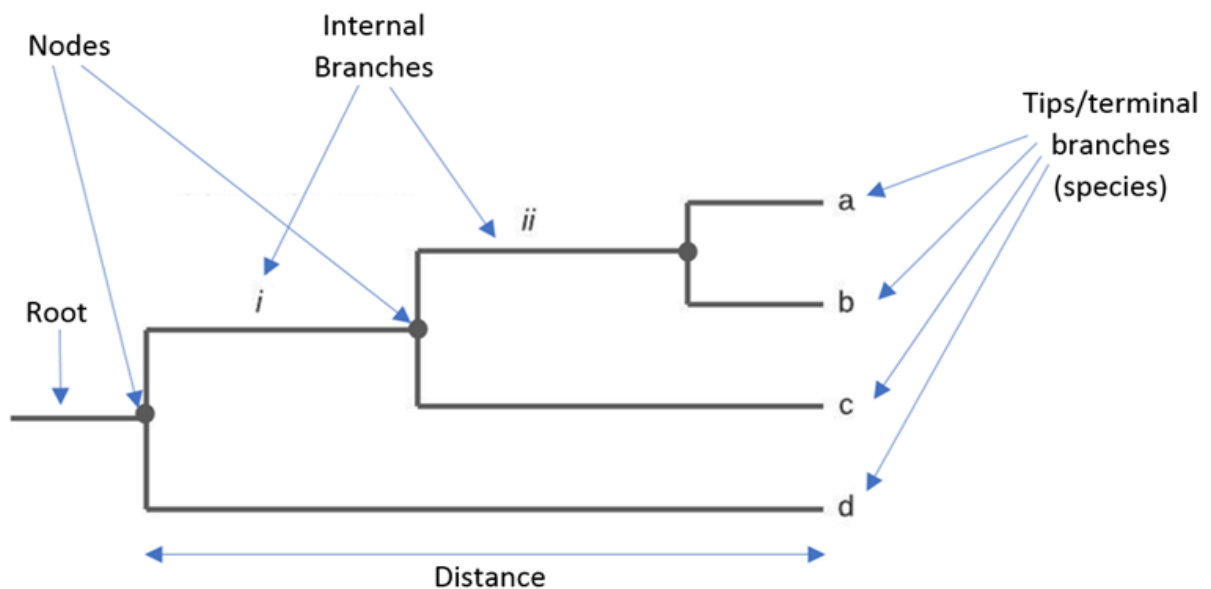 Internal
Branches
Nodes
Tips/terminal
branches
(species)
a
ii
i
b
Root
c
d
Distance